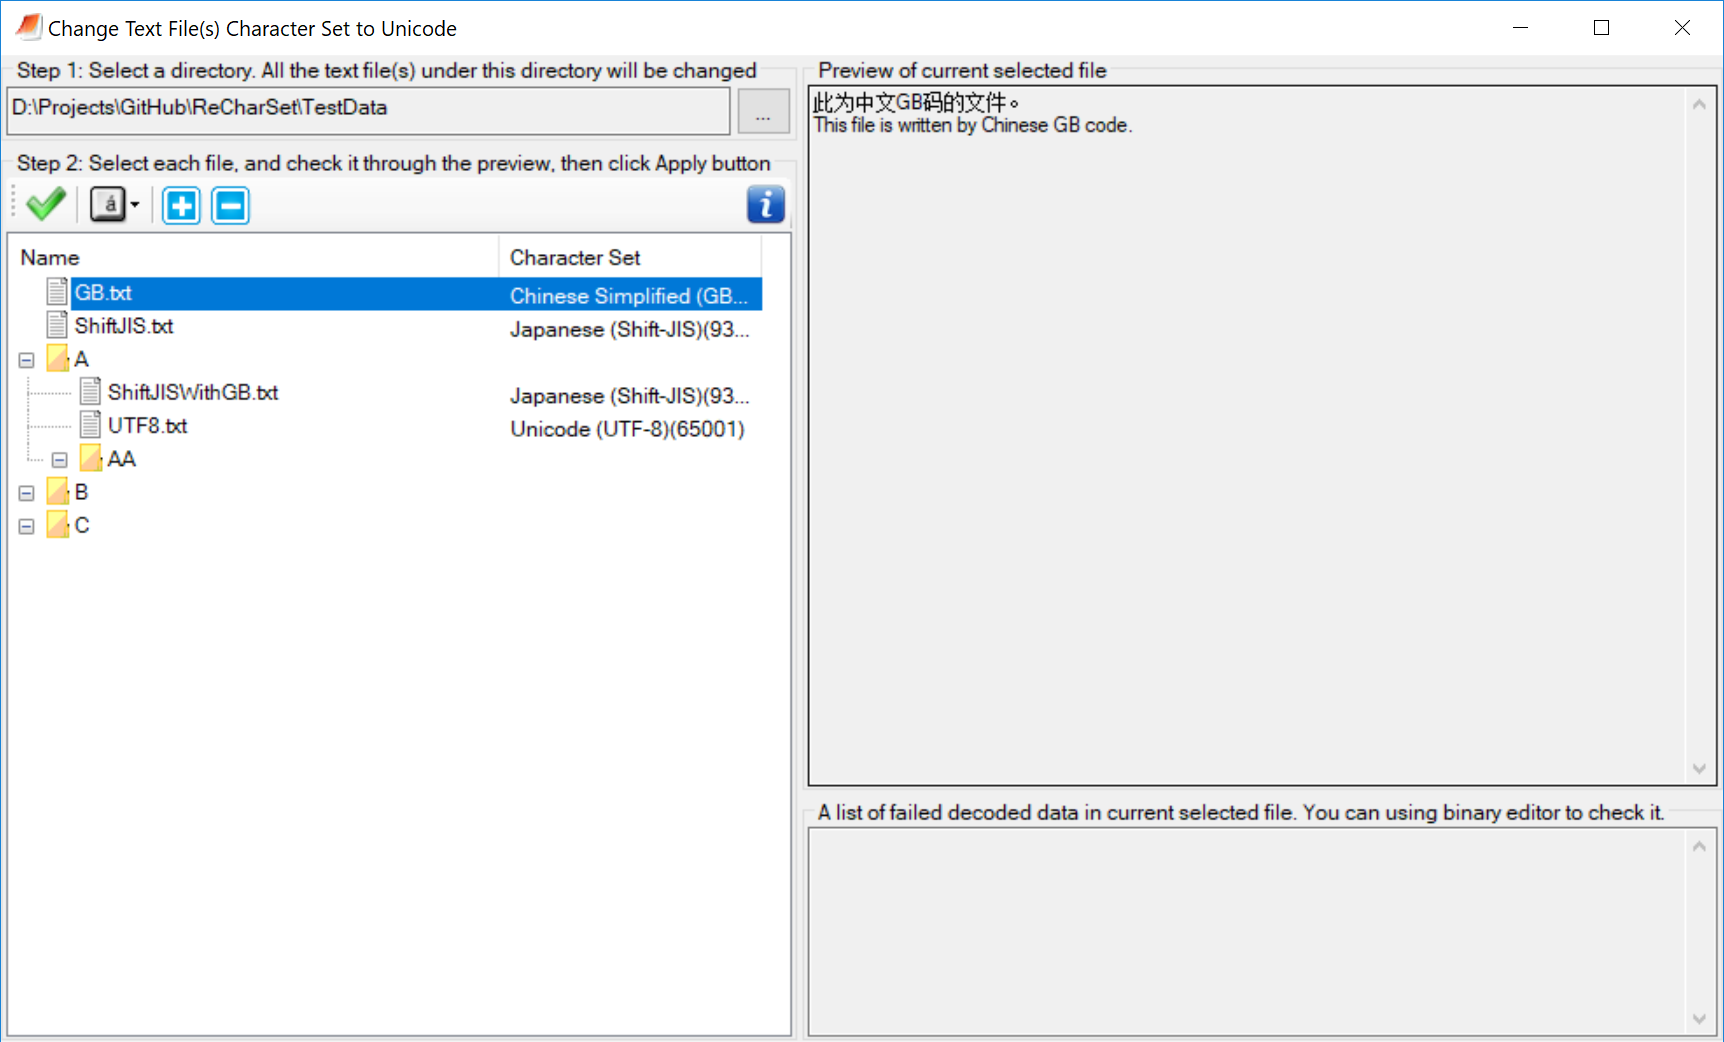 Change Text File(s) Character Set to Unicode
Step 1: Select a directory. All the text file(s) under this directory will be changed
D:\Projects\GitHub\ReCharSet\TestData
...
Step 2: Select each file, and check it through the preview, then click Apply button
á
i
Name Character Set
GB.txt Chinese Simplified (GB...
ShiftJIS.txt Japanese (Shift-JIS)(93...
A
ShiftJISWithGB.txt Japanese (Shift-JIS)(93...
UTF8.txt Unicode (UTF-8)(65001)
AA
B
C
Preview of current selected file
此为中文GB码的文件。
This file is written by Chinese GB code.
A list of failed decoded data in current selected file. You can using binary editor to check it.